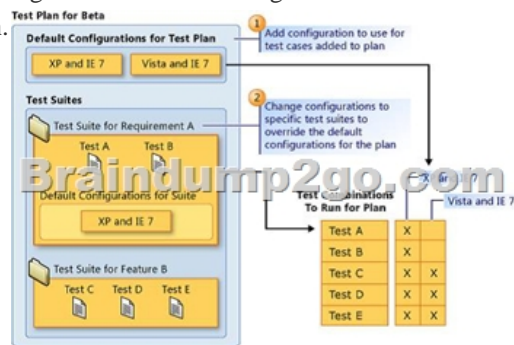 Test Plan for Beta
Default Configurations for Test Plan
XP and IE 7
Vista and IE 7
1
Add configuration to use for
test cases added to plan
Test Suites
2
Change configurations to
specific test suites to
override the default
configurations for the plan
Test Suite for Requirement A
Test A
Test B
Braindump2go.com
Default Configurations for Suite
XP and IE 7
Test Suite for Feature B
Test C
Test D
Test E
Test Combinations
To Run for Plan
XP and IE 7
Vista and IE 7
Test A X
Test B X
Test C X X
Test D X X
Test E X X